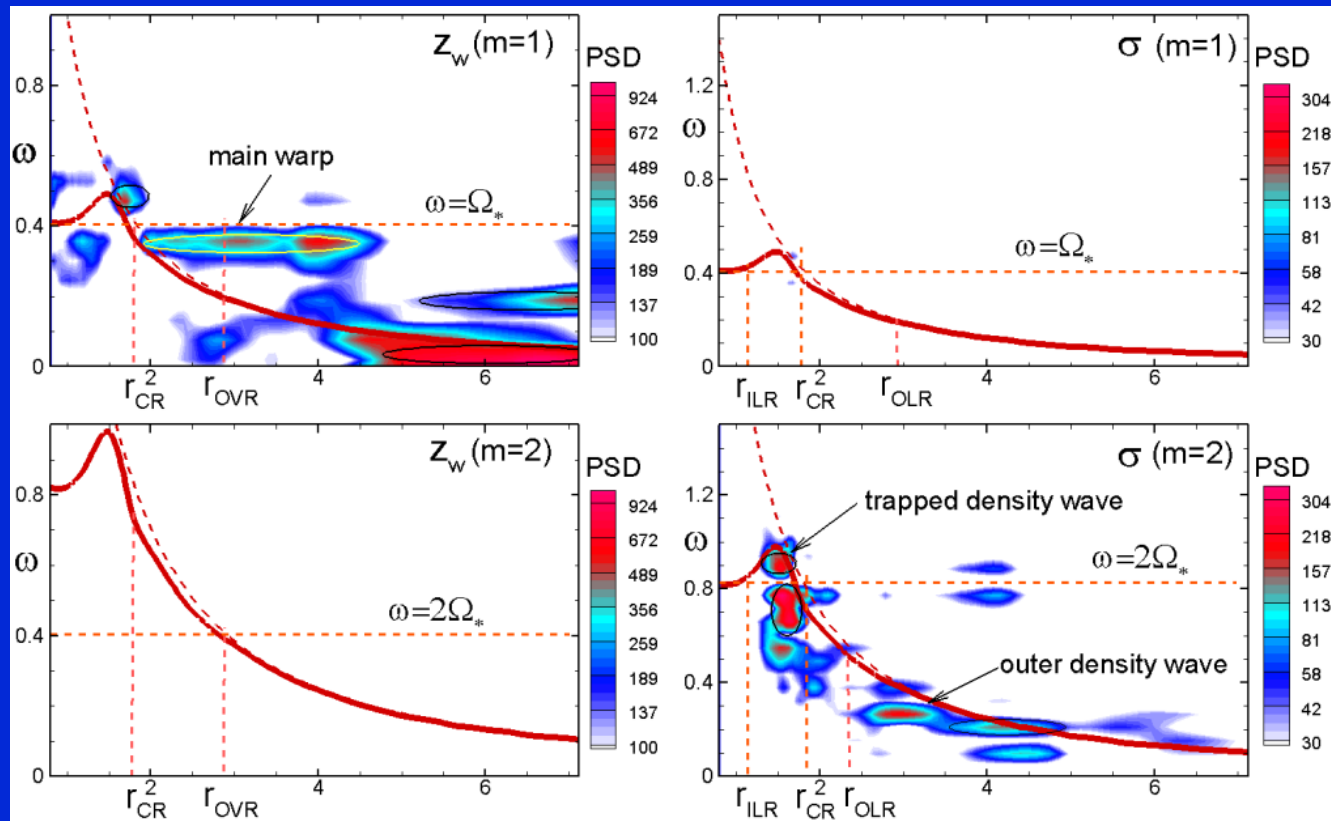 z_w (m=1)
PSD
924
672
489
356
259
189
137
100
0.8
ω
0.4
0
main warp
ω=Ω_*
2
4
6
r_CR
r_OVR
σ (m=1)
PSD
304
218
157
113
81
58
42
30
1.2
ω
0.8
0.4
0
ω=Ω_*
2
4
6
r_ILR
r_CR
r_OLR
z_w (m=2)
PSD
924
672
489
356
259
189
137
100
0.8
ω
0.4
0
ω=2Ω_*
2
4
6
r_CR
r_OVR
σ (m=2)
PSD
304
218
157
113
81
58
42
30
1.2
ω
0.8
0.4
0
trapped density wave
ω=2Ω_*
outer density wave
2
4
6
r_ILR
r_CR
r_OLR